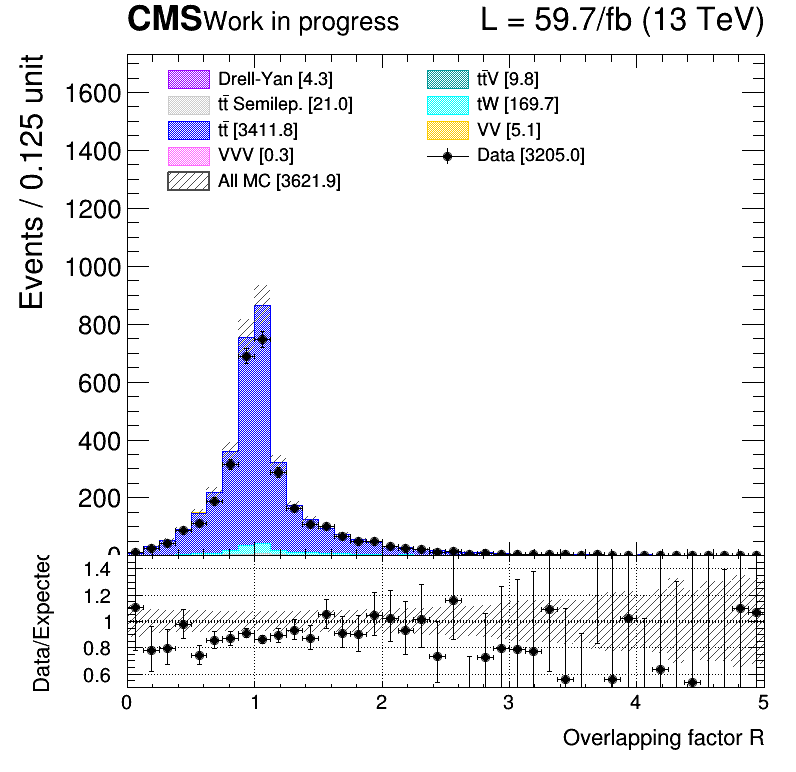 CMS Work in progress L = 59.7/fb (13 TeV)
Events / 0.125 unit
1600
1400
1200
1000
800
600
400
200
0
Drell-Yan [4.3]
tt̄ Semilep. [21.0]
tt̄ [3411.8]
VVV [0.3]
All MC [3621.9]
tt̄V [9.8]
tW [169.7]
VV [5.1]
Data [3205.0]
Data/Expected
1.4
1.2
1
0.8
0.6
0 1 2 3 4 5
Overlapping factor R